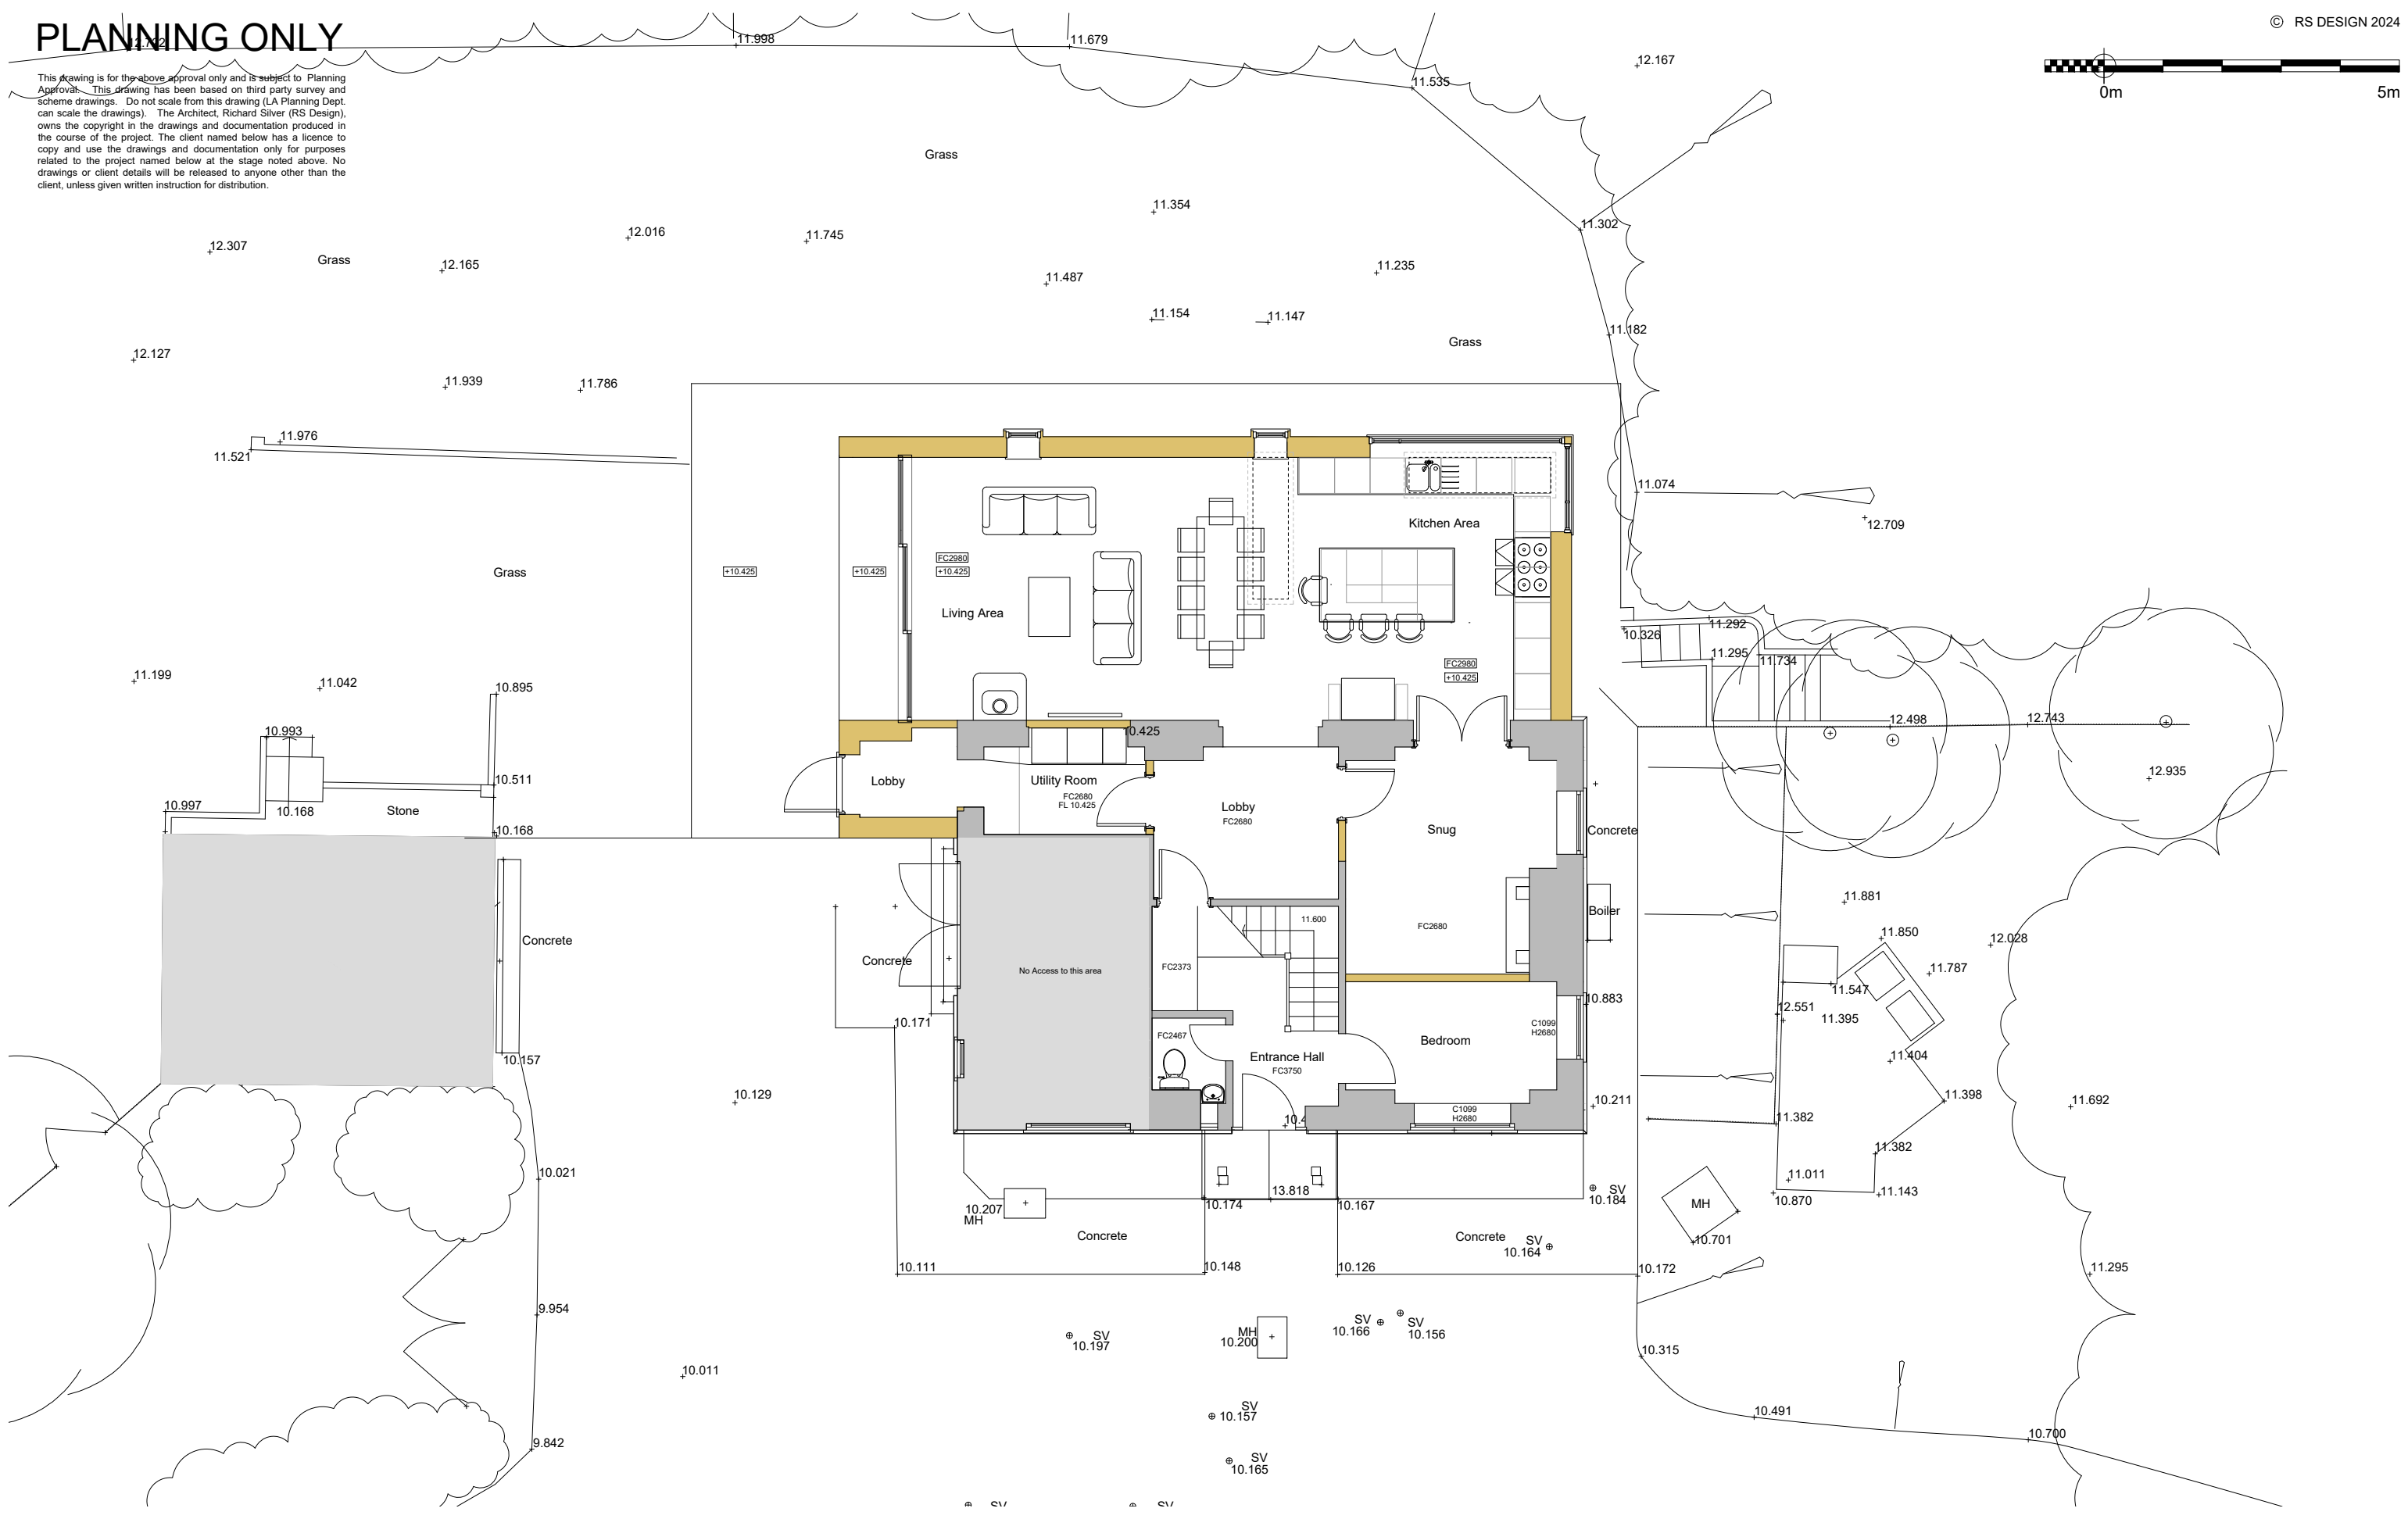 PLANNING ONLY
© RS DESIGN 2024
This drawing is for the above approval only and is subject to Planning
Approval. This drawing has been based on third party survey and
scheme drawings. Do not scale from this drawing (LA Planning Dept.
can scale the drawings). The Architect, Richard Silver (RS Design),
owns the copyright in the drawings and documentation produced in
the course of the project. The client named below has a licence to
copy and use the drawings and documentation only for purposes
related to the project named below at the stage noted above. No
drawings or client details will be released to anyone other than the
client, unless given written instruction for distribution.
0m 5m
11.998
11.679
12.167
11.535
Grass
11.354
11.302
12.307
12.016
11.745
Grass
12.165
11.487
11.235
11.154
11.147
11.182
Grass
12.127
11.939
11.786
11.976
11.521
11.074
12.709
Kitchen Area
Grass
+10.425
+10.425
FC2980
+10.425
Living Area
10.326
11.292
11.295
11.734
FC2980
+10.425
11.199
11.042
10.895
10.993
10.425
12.498
12.743
10.511
Lobby
Utility Room
FC2680
FL 10.425
12.935
10.997
10.168
Stone
Lobby
FC2680
10.168
Snug
Concrete
11.881
Boiler
11.600
FC2680
11.850
12.028
Concrete
Concrete
No Access to this area
FC2373
11.787
11.547
10.883
12.551
11.395
10.171
C1099
H2680
FC2467
Bedroom
10.157
Entrance Hall
FC3750
11.404
10.129
11.398
11.692
10.211
C1099
H2680
11.382
11.382
10.021
11.011
13.818
SV
10.184
10.870
11.143
10.207
MH
10.174
10.167
MH
Concrete
Concrete
SV
10.164
10.701
10.111
10.148
10.126
10.172
11.295
9.954
SV
10.197
MH
10.200
SV
10.166
SV
10.156
10.315
10.011
SV
10.157
10.491
9.842
10.700
SV
10.165
SV
SV